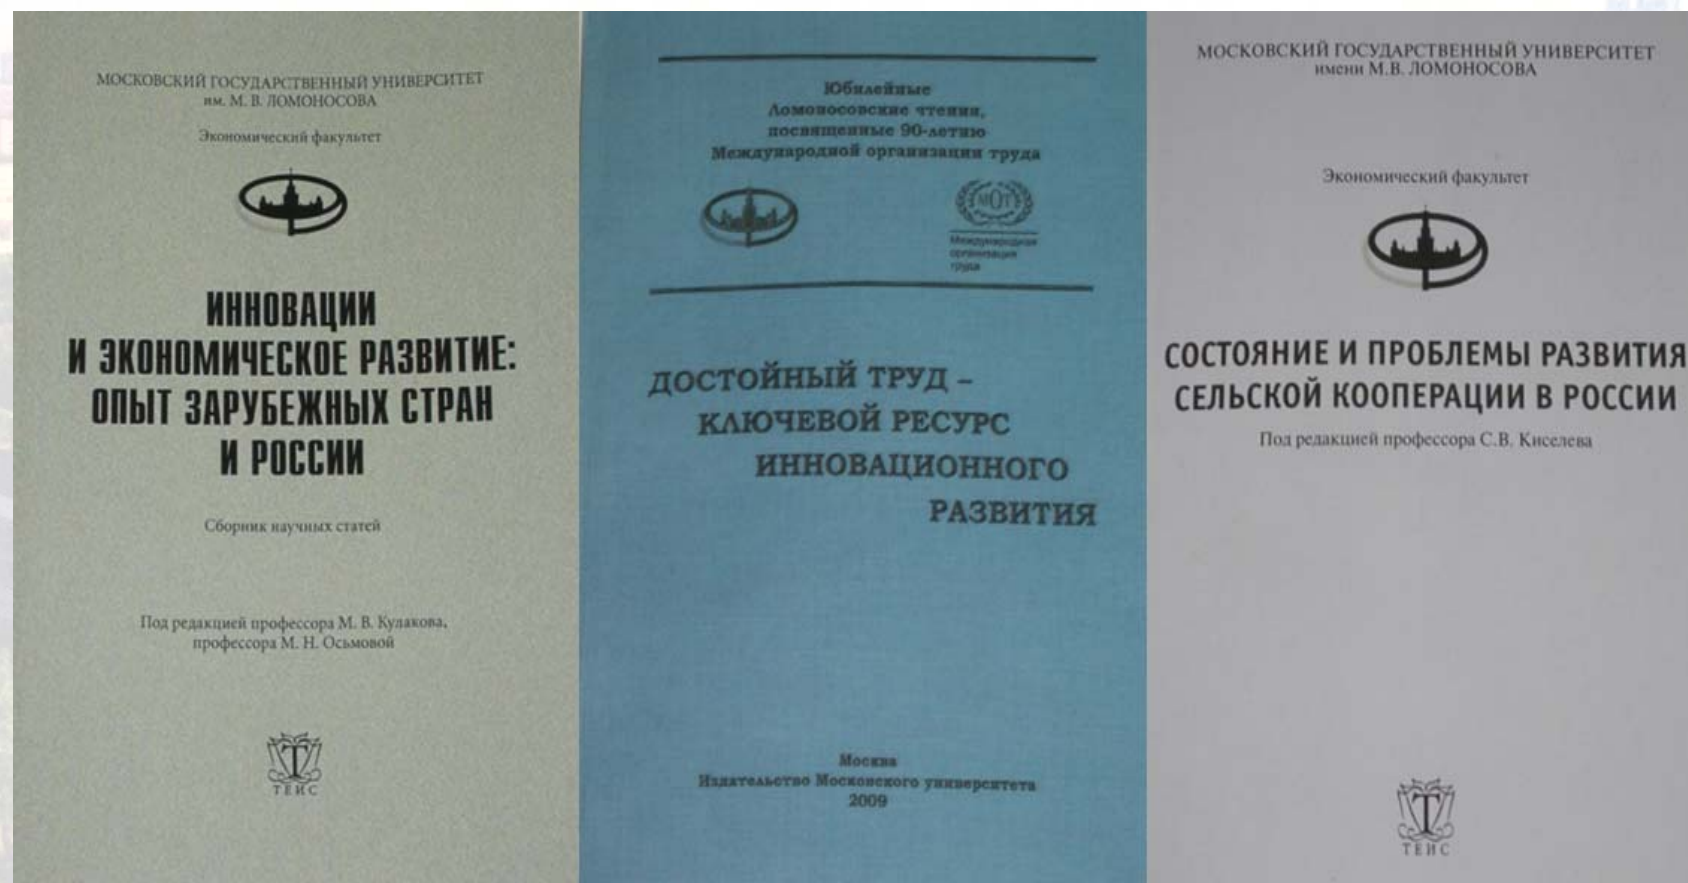 МОСКОВСКИЙ ГОСУДАРСТВЕННЫЙ УНИВЕРСИТЕТ
им. М. В. ЛОМОНОСОВА
Экономический факультет
ИННОВАЦИИ
И ЭКОНОМИЧЕСКОЕ РАЗВИТИЕ:
ОПЫТ ЗАРУБЕЖНЫХ СТРАН
И РОССИИ
Сборник научных статей
Под редакцией профессора М. В. Кулакова,
профессора М. Н. Осьмовой
ТЕИС
Юбилейные
Ломоносовские чтения,
посвященные 90-летию
Международной организации труда
МОТ
Международная
организация
труда
ДОСТОЙНЫЙ ТРУД –
КЛЮЧЕВОЙ РЕСУРС
ИННОВАЦИОННОГО
РАЗВИТИЯ
Москва
Издательство Московского университета
2009
МОСКОВСКИЙ ГОСУДАРСТВЕННЫЙ УНИВЕРСИТЕТ
имени М.В. ЛОМОНОСОВА
Экономический факультет
СОСТОЯНИЕ И ПРОБЛЕМЫ РАЗВИТИЯ
СЕЛЬСКОЙ КООПЕРАЦИИ В РОССИИ
Под редакцией профессора С.В. Киселева
ТЕИС